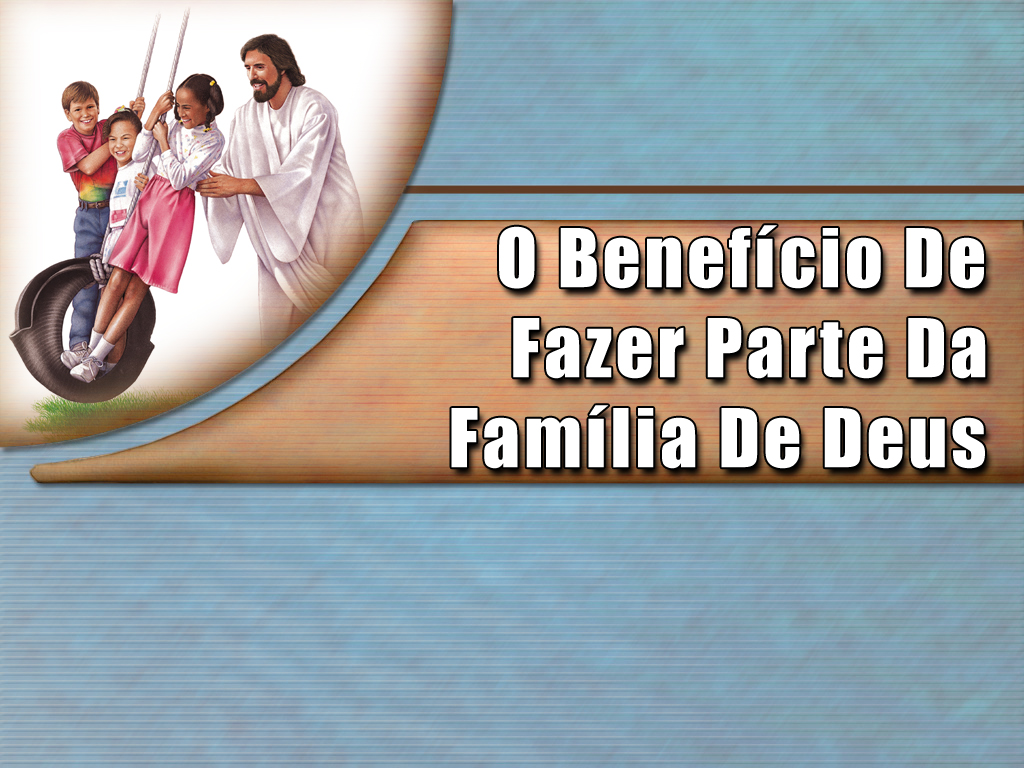 O Benefício De
Fazer Parte Da
Família De Deus